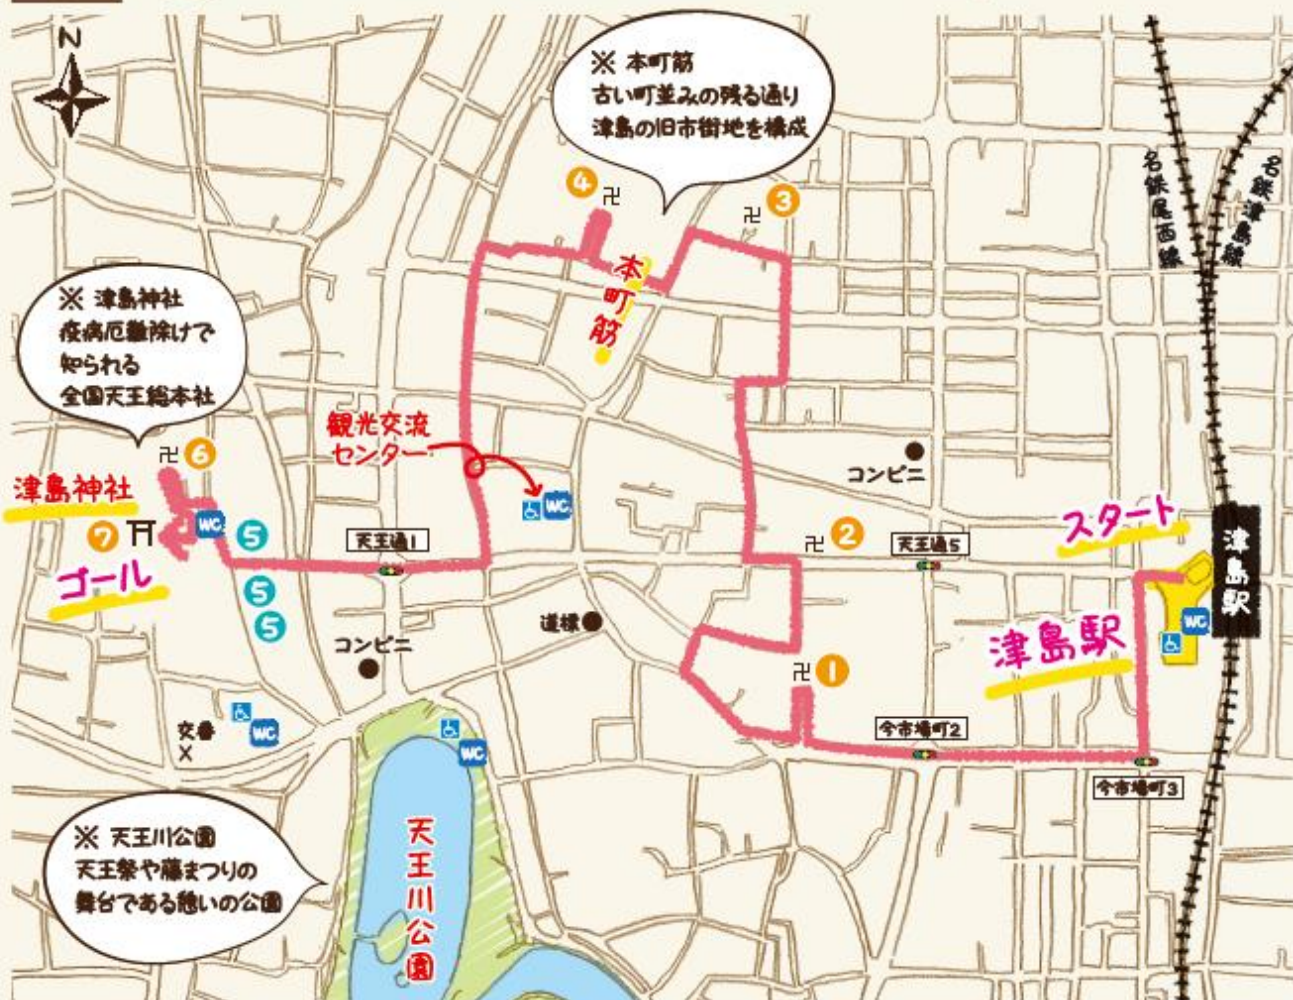 N
※ 本町筋
古い町並みの残る通り
津島の旧市街地を構成
④
卍
卍
③
名鉄尾西線
名鉄津島線
本町筋
※ 津島神社
疫病厄難除けで
知られる
全国天王総本社
観光交流
センター
卍
⑥
津島神社
コンビニ
スタート
WC
WC
⑤
⑦
天王通1
卍
②
天王通5
津島駅
ゴール
⑤
⑤
道標
津島駅
WC
コンビニ
卍
①
交番
×
WC
WC
今市場町2
今市場町3
※ 天王川公園
天王祭や藤まつりの
舞台である憩いの公園
天王川公園